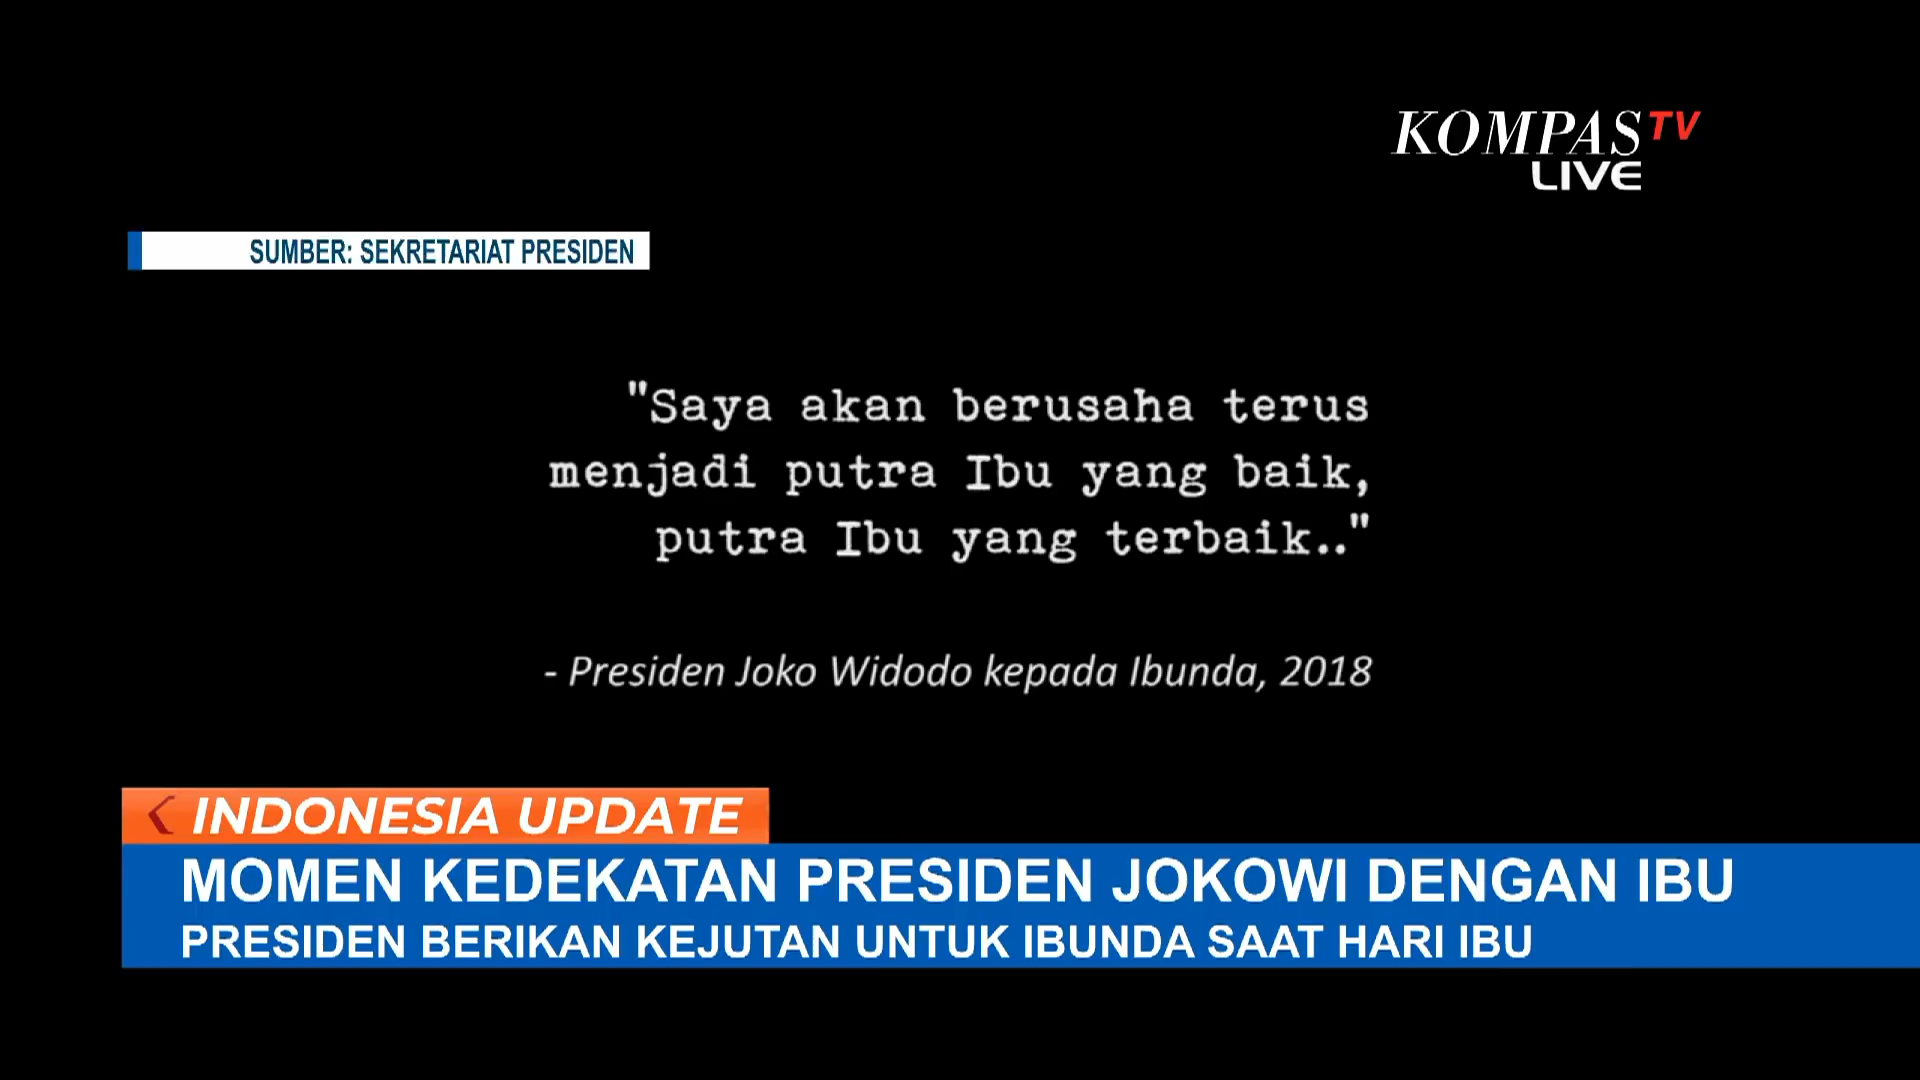 KOMPAS TV
LIVE
SUMBER: SEKRETARIAT PRESIDEN
"Saya akan berusaha terus
menjadi putra Ibu yang baik,
putra Ibu yang terbaik.."
- Presiden Joko Widodo kepada Ibunda, 2018
INDONESIA UPDATE
MOMEN KEDEKATAN PRESIDEN JOKOWI DENGAN IBU
PRESIDEN BERIKAN KEJUTAN UNTUK IBUNDA SAAT HARI IBU